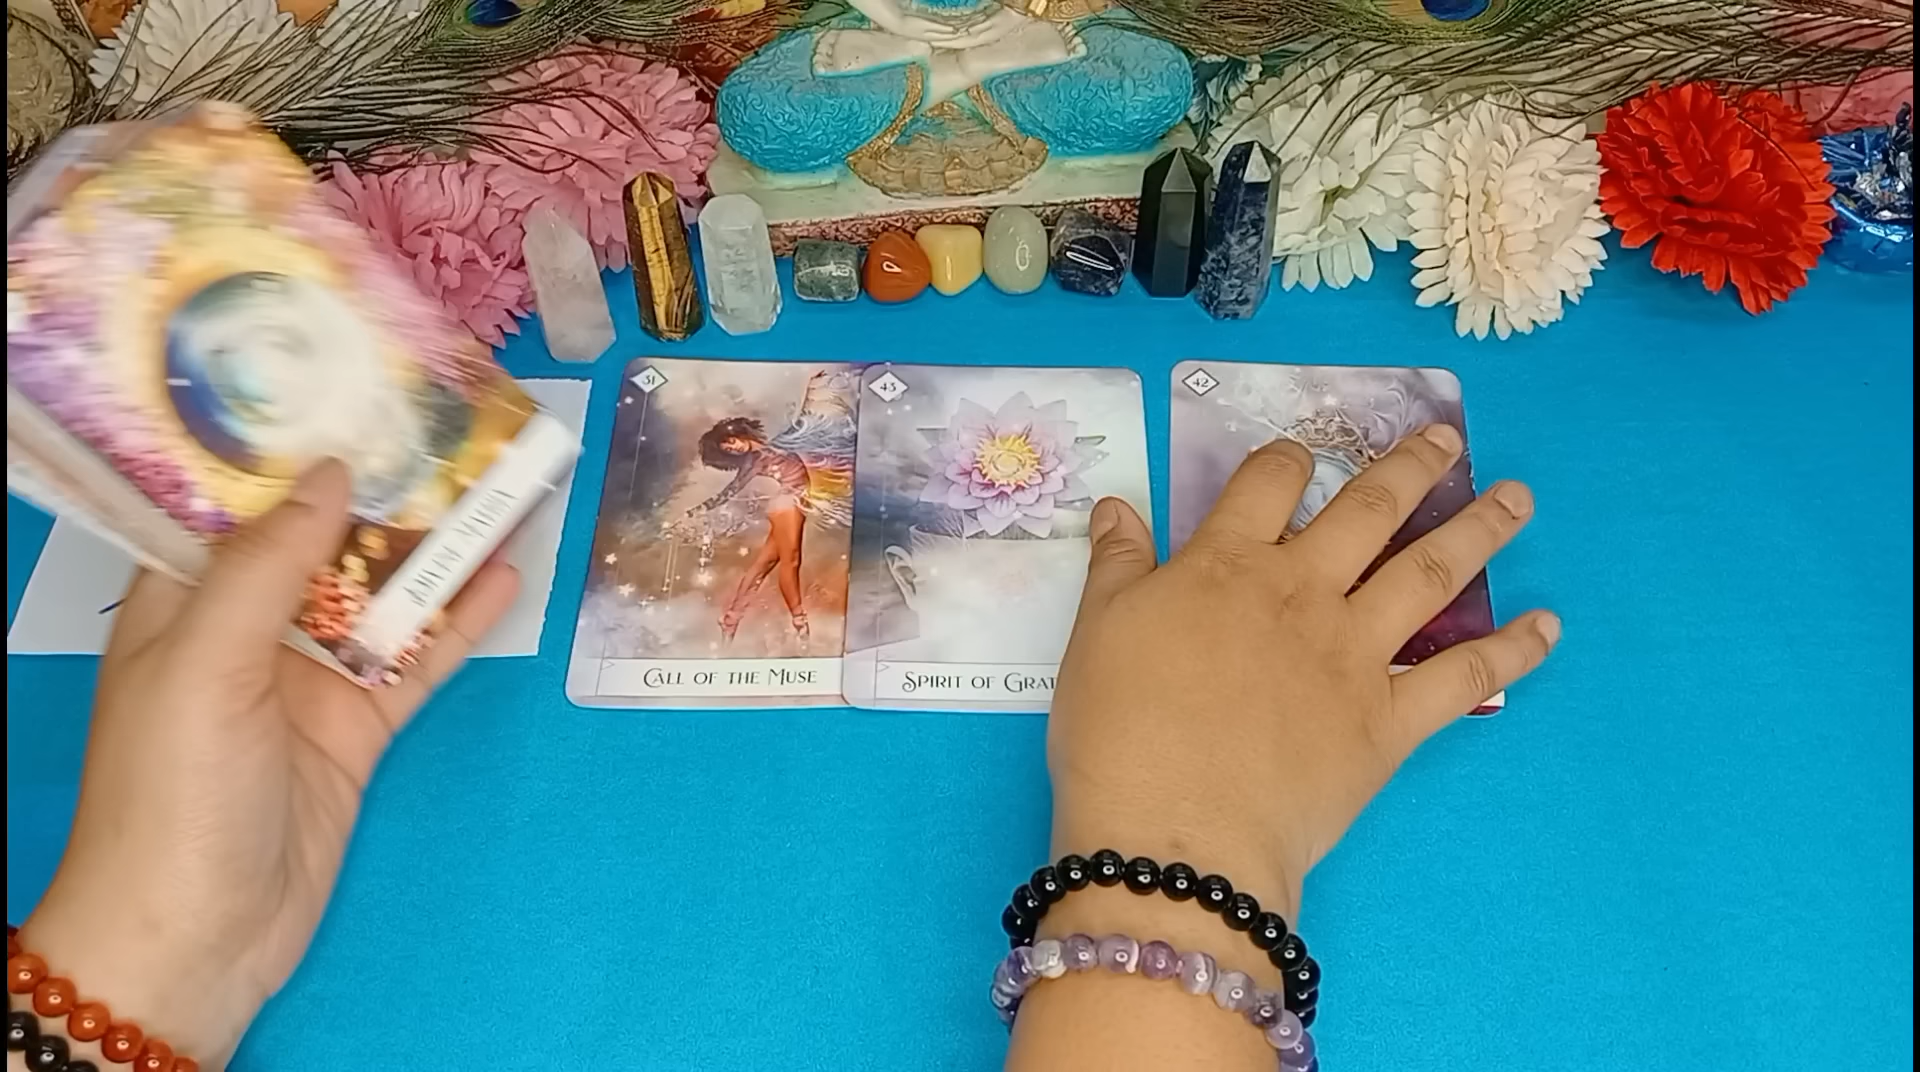 31
CALL OF THE MUSE
43
SPIRIT OF GRAT
42